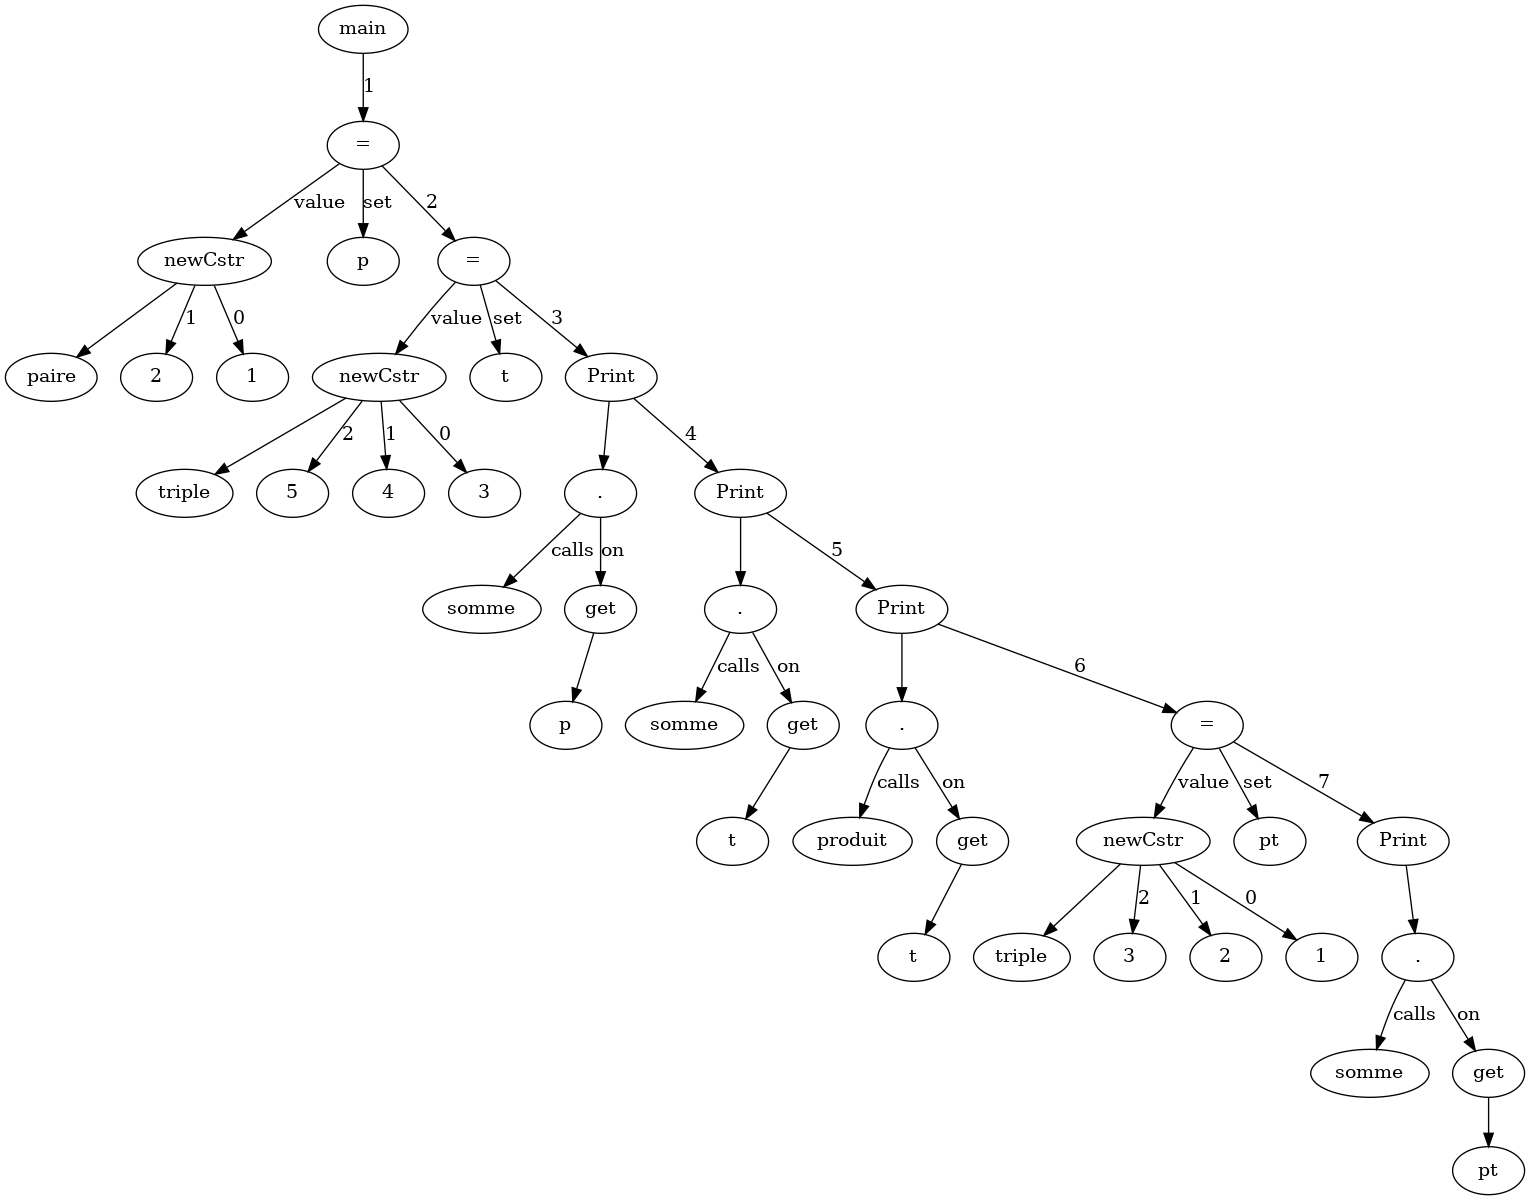 main
1
=
value set 2
newCstr p =
1 0 value set 3
paire 2 1 newCstr t Print
2 1 0 4
triple 5 4 3 . Print
calls on 5
somme get . Print
calls on 6
p somme get . =
calls on value set 7
t produit get newCstr pt Print
2 1 0
t triple 3 2 1 .
calls on
somme get
pt